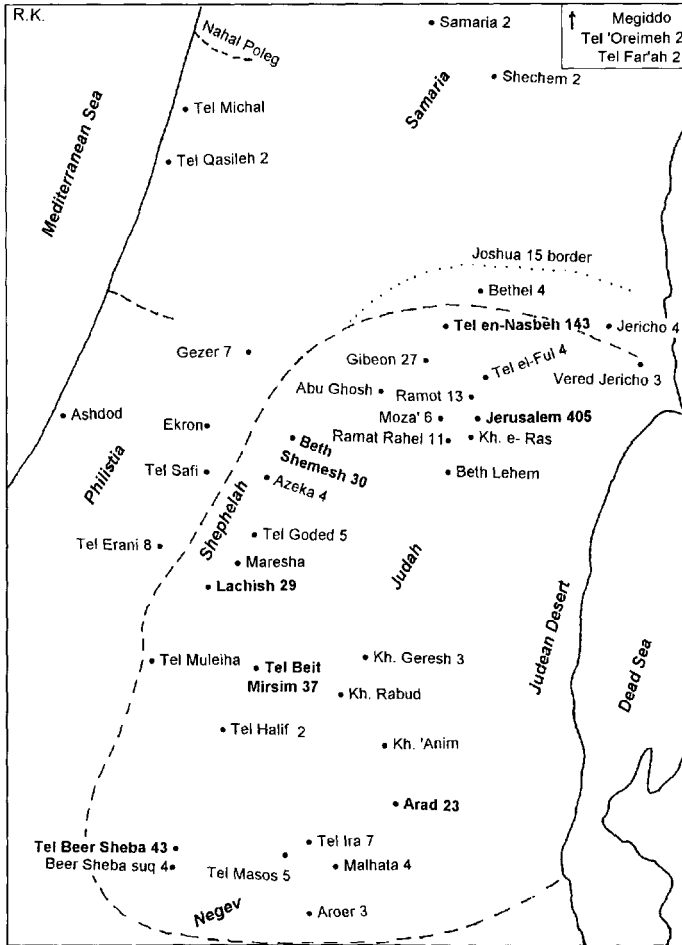 R.K.
Samaria 2
Megiddo
Tel 'Oreimeh 2
Tel Far'ah 2
Nahal Poleg
Shechem 2
Samaria
Mediterranean Sea
Tel Michal
Tel Qasileh 2
Joshua 15 border
Bethel 4
Tel en-Nasbeh 143
Jericho 4
Gezer 7
Gibeon 27
Tel el-Ful 4
Vered Jericho 3
Abu Ghosh
Ramot 13
Ashdod
Ekron
Moza' 6
Jerusalem 405
Beth
Shemesh 30
Ramat Rahel 11
Kh. e- Ras
Philistia
Tel Safi
Azeka 4
Beth Lehem
Shephelah
Tel Goded 5
Tel Erani 8
Maresha
Judah
Lachish 29
Judean Desert
Dead Sea
Tel Muleiha
Tel Beit
Mirsim 37
Kh. Geresh 3
Kh. Rabud
Tel Halif 2
Kh. 'Anim
Arad 23
Tel Beer Sheba 43
Beer Sheba suq 4
Tel Ira 7
Tel Masos 5
Malhata 4
Negev
Aroer 3